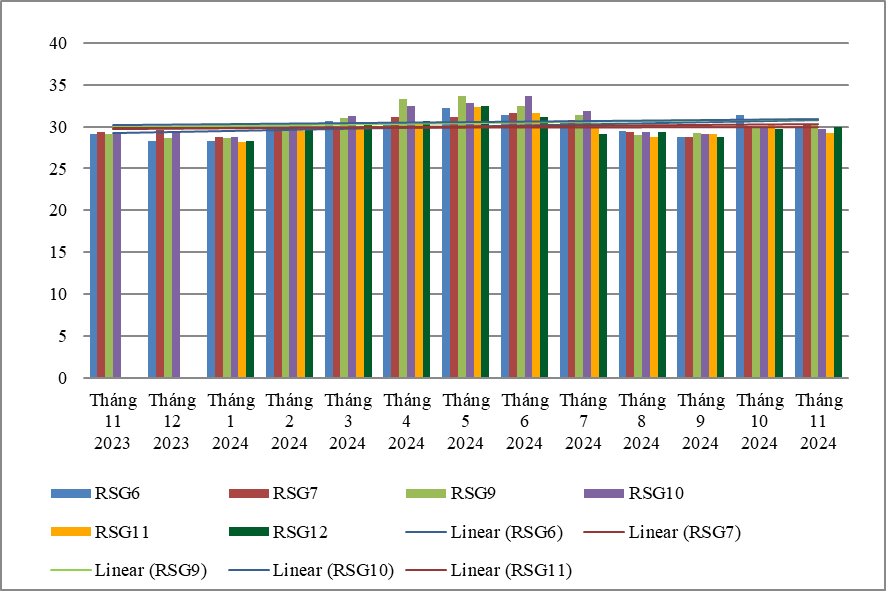 40
35
30
25
20
15
10
5
0
Tháng Tháng Tháng Tháng Tháng Tháng Tháng Tháng Tháng Tháng Tháng Tháng Tháng
11 12 1 2 3 4 5 6 7 8 9 10 11
2023 2023 2024 2024 2024 2024 2024 2024 2024 2024 2024 2024 2024
RSG6 RSG7 RSG9 RSG10
RSG11 RSG12 Linear (RSG6) Linear (RSG7)
Linear (RSG9) Linear (RSG10) Linear (RSG11)